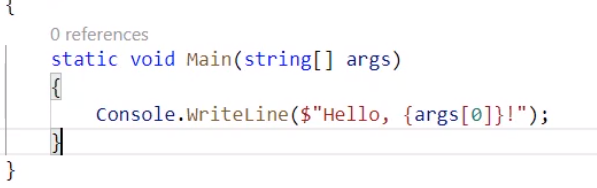 {
0 references
static void Main(string[] args)
{
Console.WriteLine($"Hello, {args[0]}!");
}
}